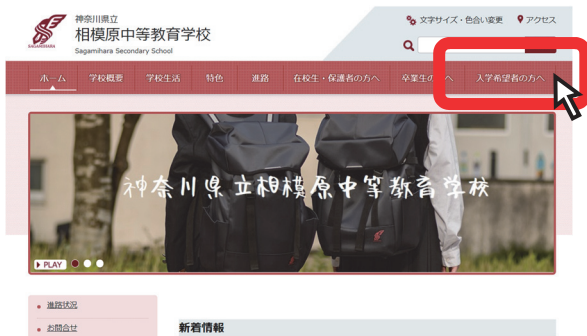 神奈川県立
相模原中等教育学校
Sagamihara Secondary School
SAGAMIHARA
文字サイズ・色合い変更 アクセス
ホーム 学校概要 学校生活 特色 進路 在校生・保護者の方へ 卒業生の へ 入学希望者の方へ
神奈川県立相模原中等教育学校
PLAY
進路状況
お問合せ
新着情報